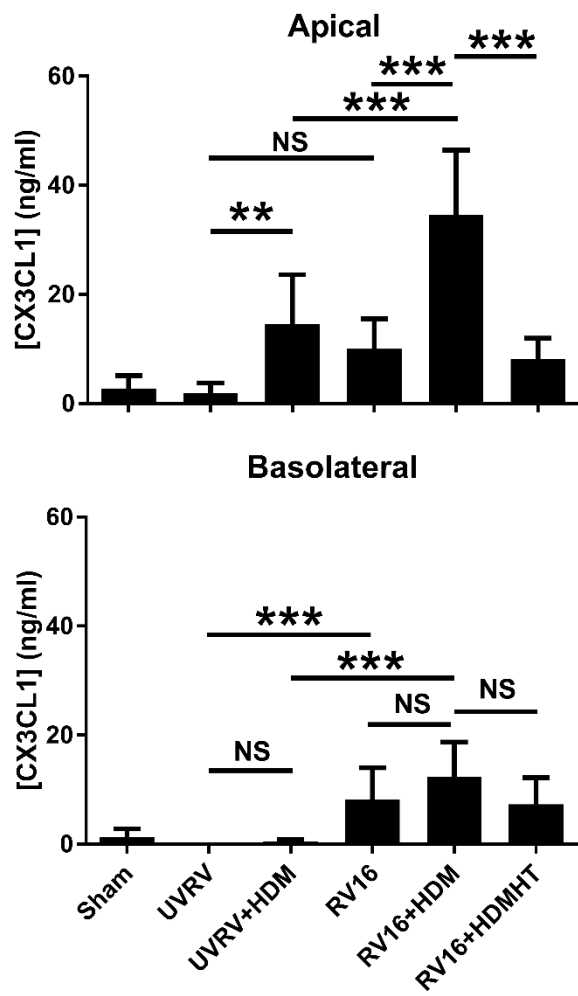 Apical
[CX3CL1] (ng/ml)
60
40
20
0
***
***
***
NS
**
Basolateral
[CX3CL1] (ng/ml)
60
40
20
0
***
***
NS
NS
NS
Sham
UVRV
UVRV+HDM
RV16
RV16+HDM
RV16+HDMHT